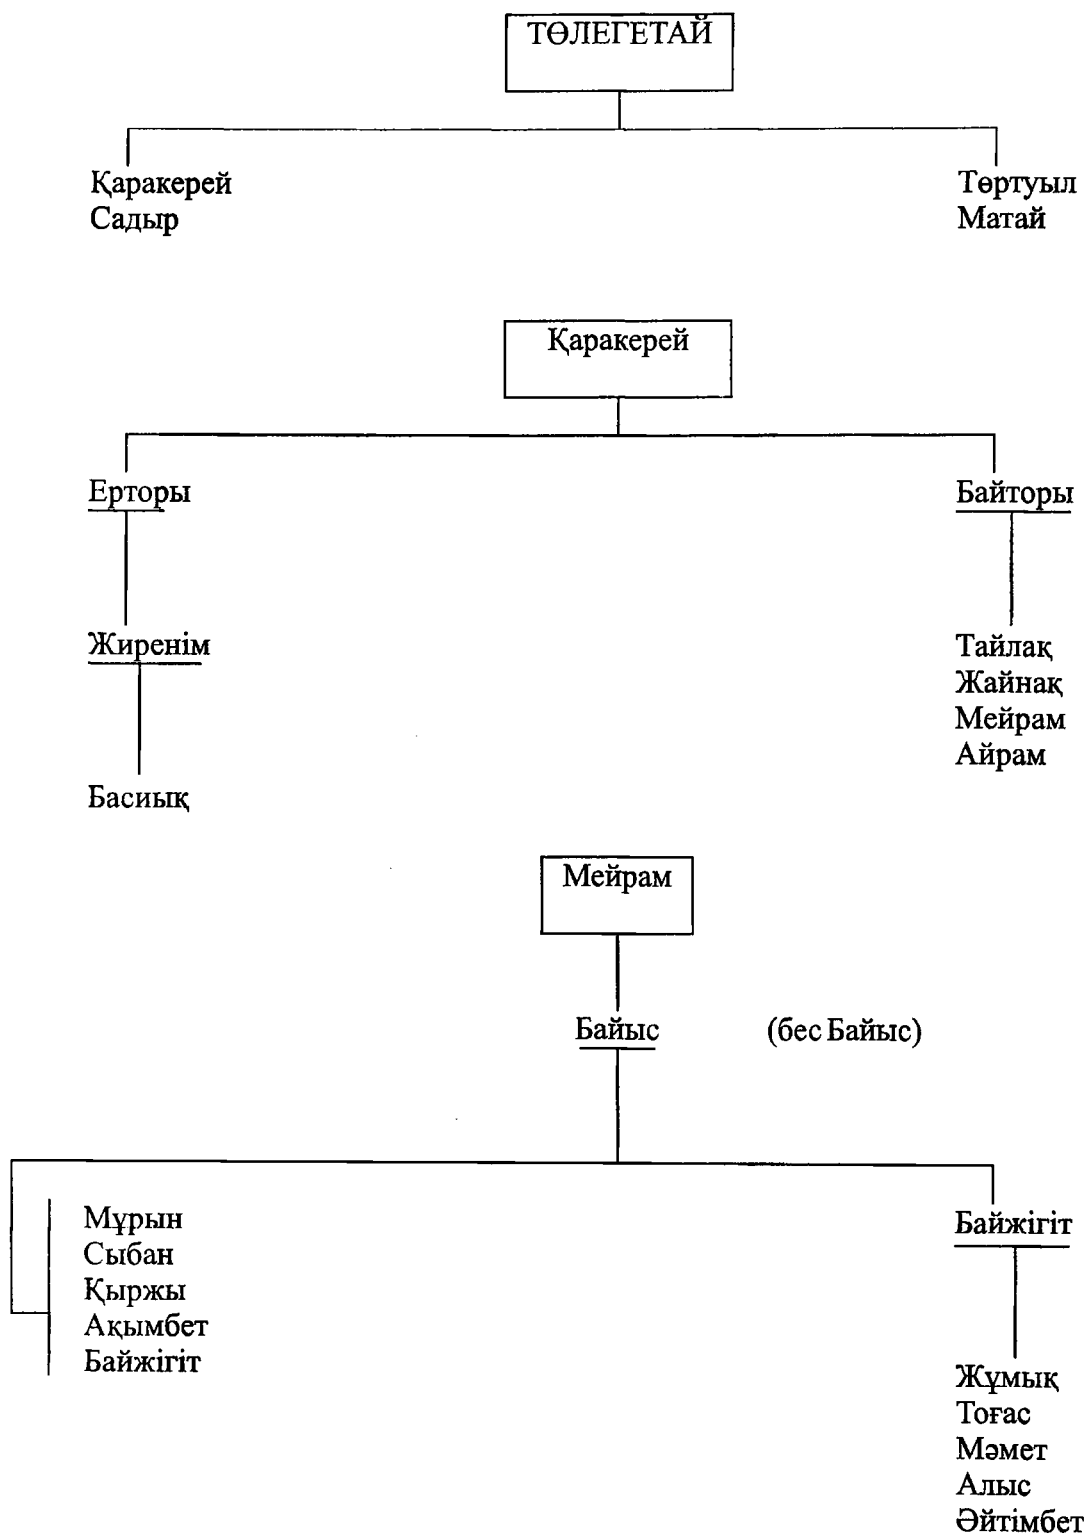 ТӨЛЕГЕТАЙ
Қаракерей
Садыр
Төртуыл
Матай
Қаракерей
Ерторы
Байторы
Жиренім
Тайлақ
Жайнақ
Мейрам
Айрам
Басиық
Мейрам
Байыс (бес Байыс)
Мұрын
Сыбан
Қыржы
Ақымбет
Байжігіт
Байжігіт
Жұмық
Тоғас
Мәмет
Алыс
Әйтімбет